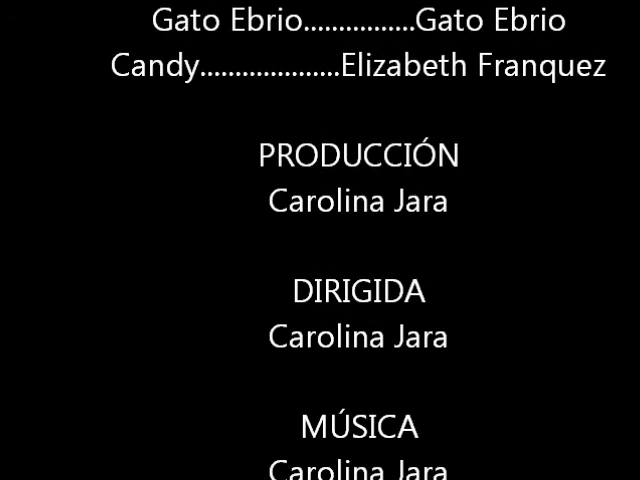 Gato Ebrio................Gato Ebrio
Candy....................Elizabeth Franquez
PRODUCCIÓN
Carolina Jara
DIRIGIDA
Carolina Jara
MÚSICA
Carolina Jara